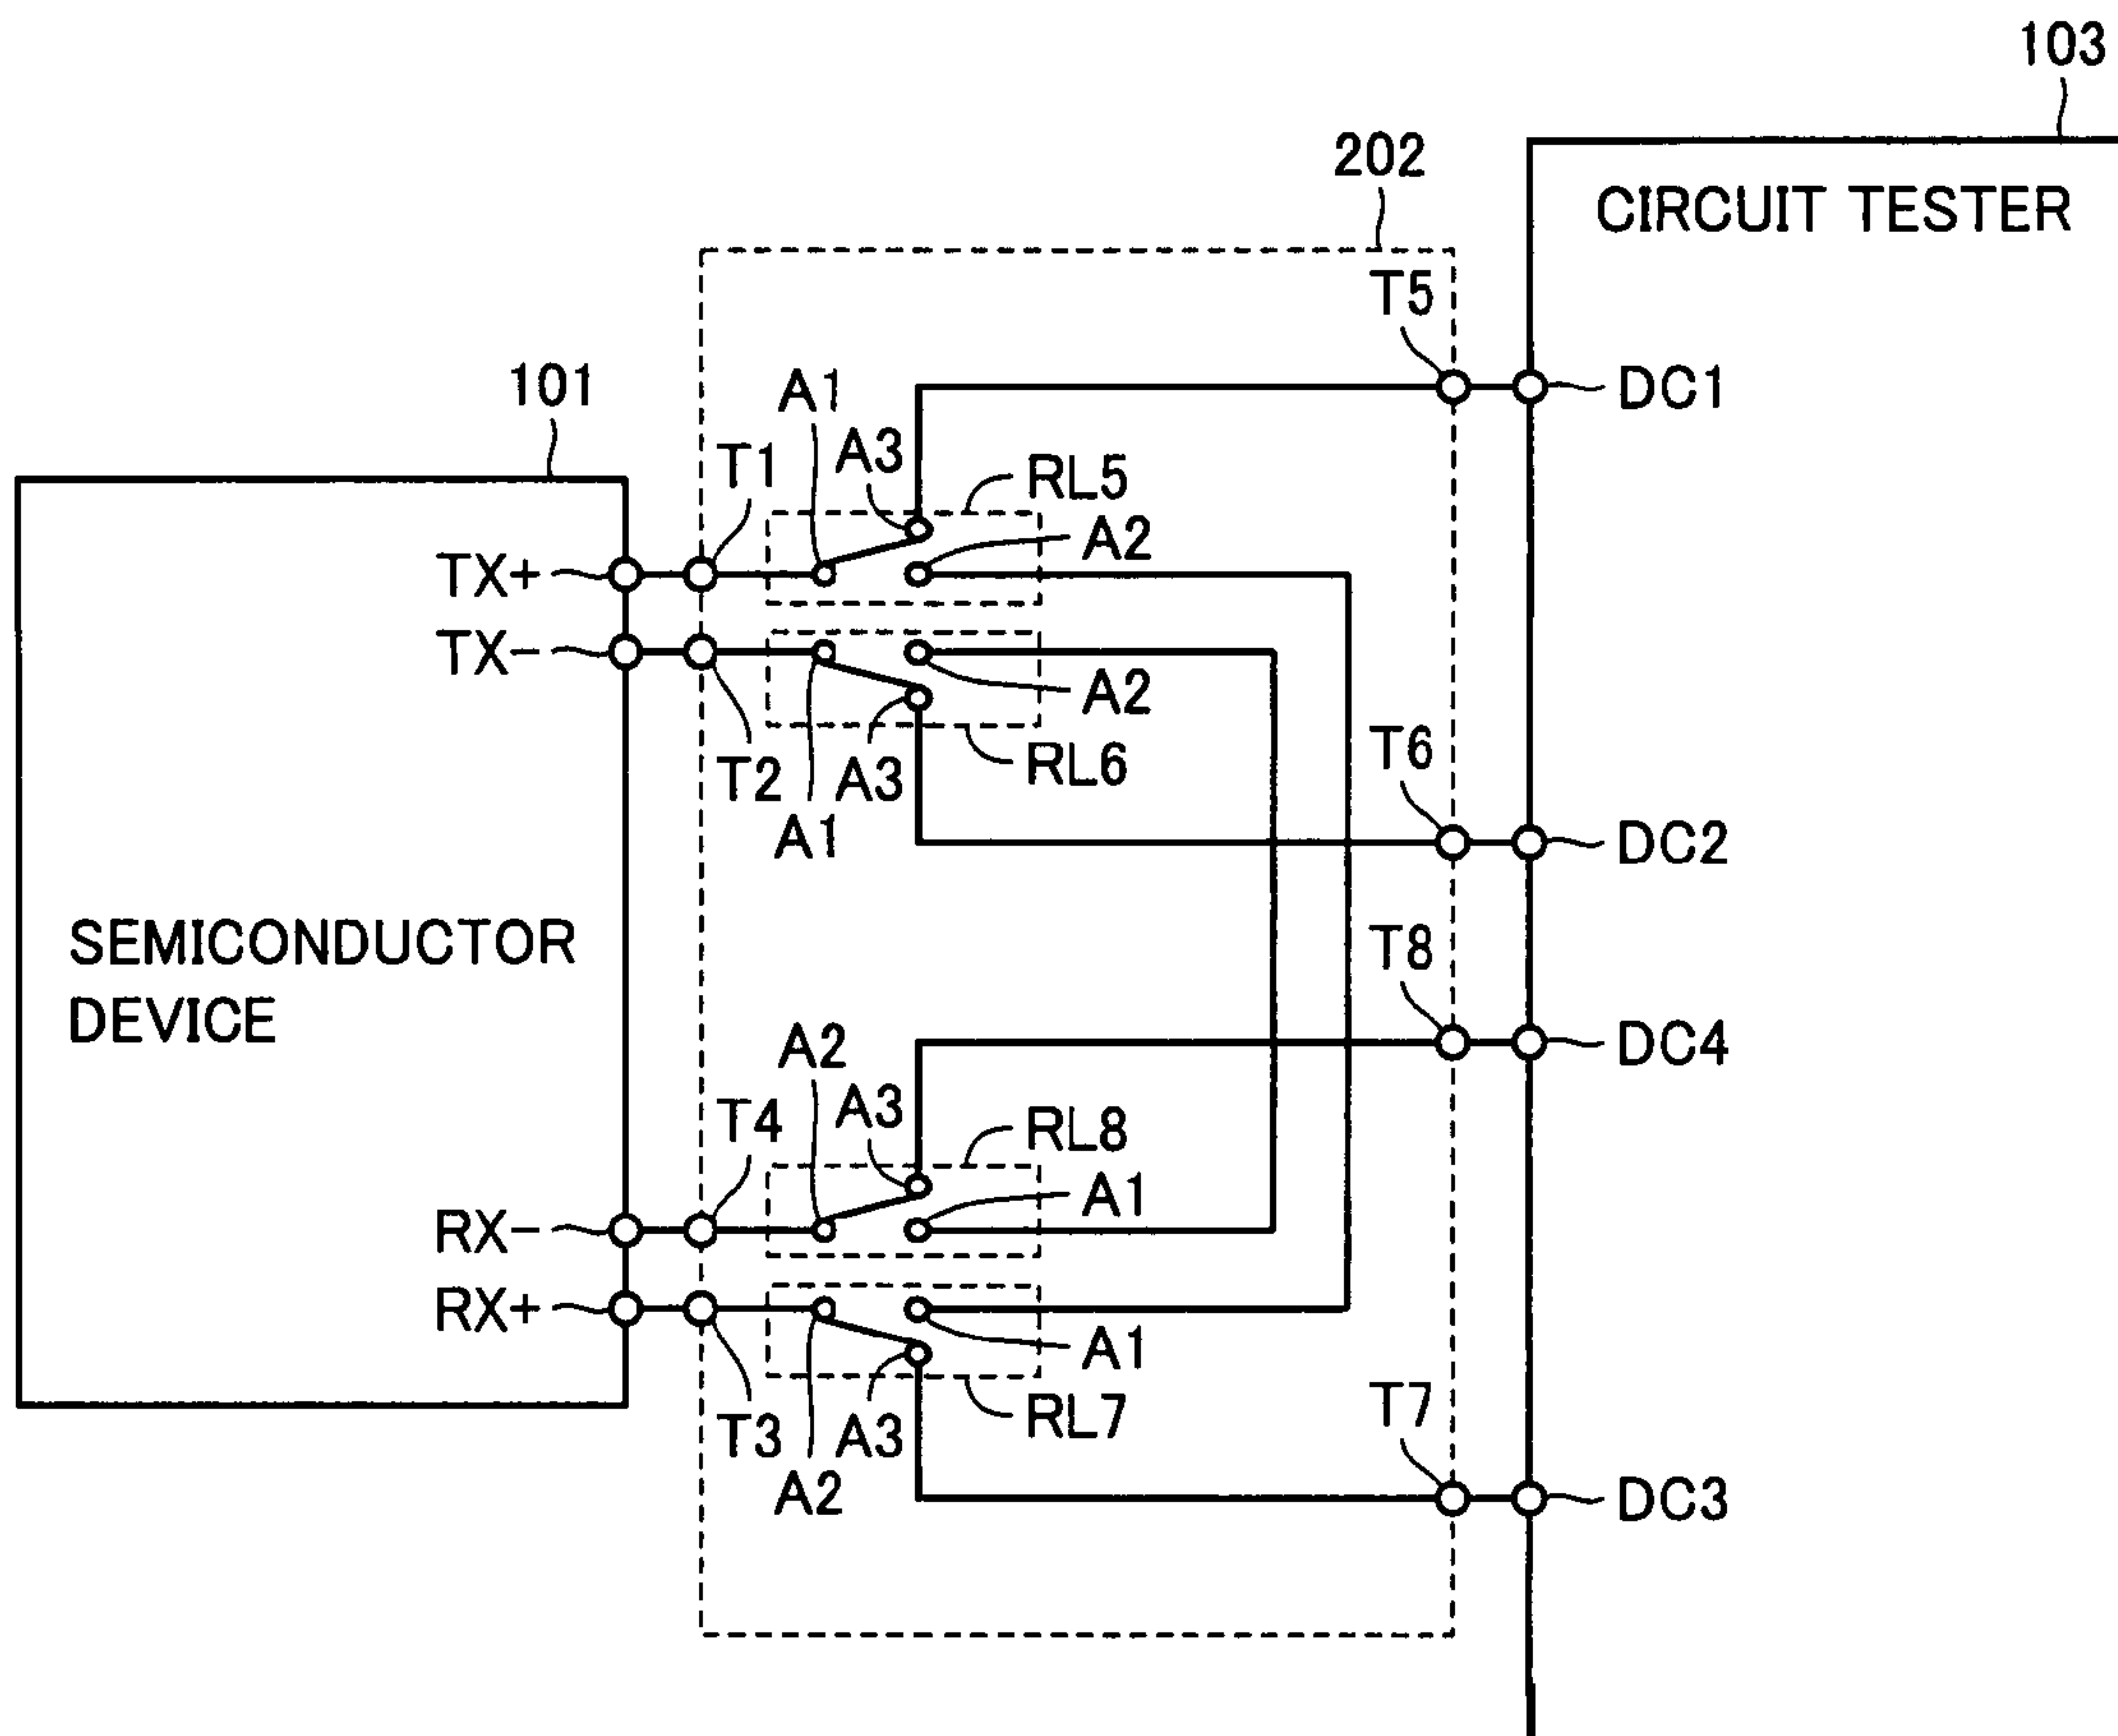 103
202
CIRCUIT TESTER
T5
101
A1
DC1
A3
T1
RL5
A2
TX+
TX-
A2
T6
RL6
T2
A3
A1
DC2
SEMICONDUCTOR
DEVICE
T8
DC4
A2
A3
T4
RL8
A1
RX-
RX+
A1
T7
RL7
T3
A3
A2
DC3